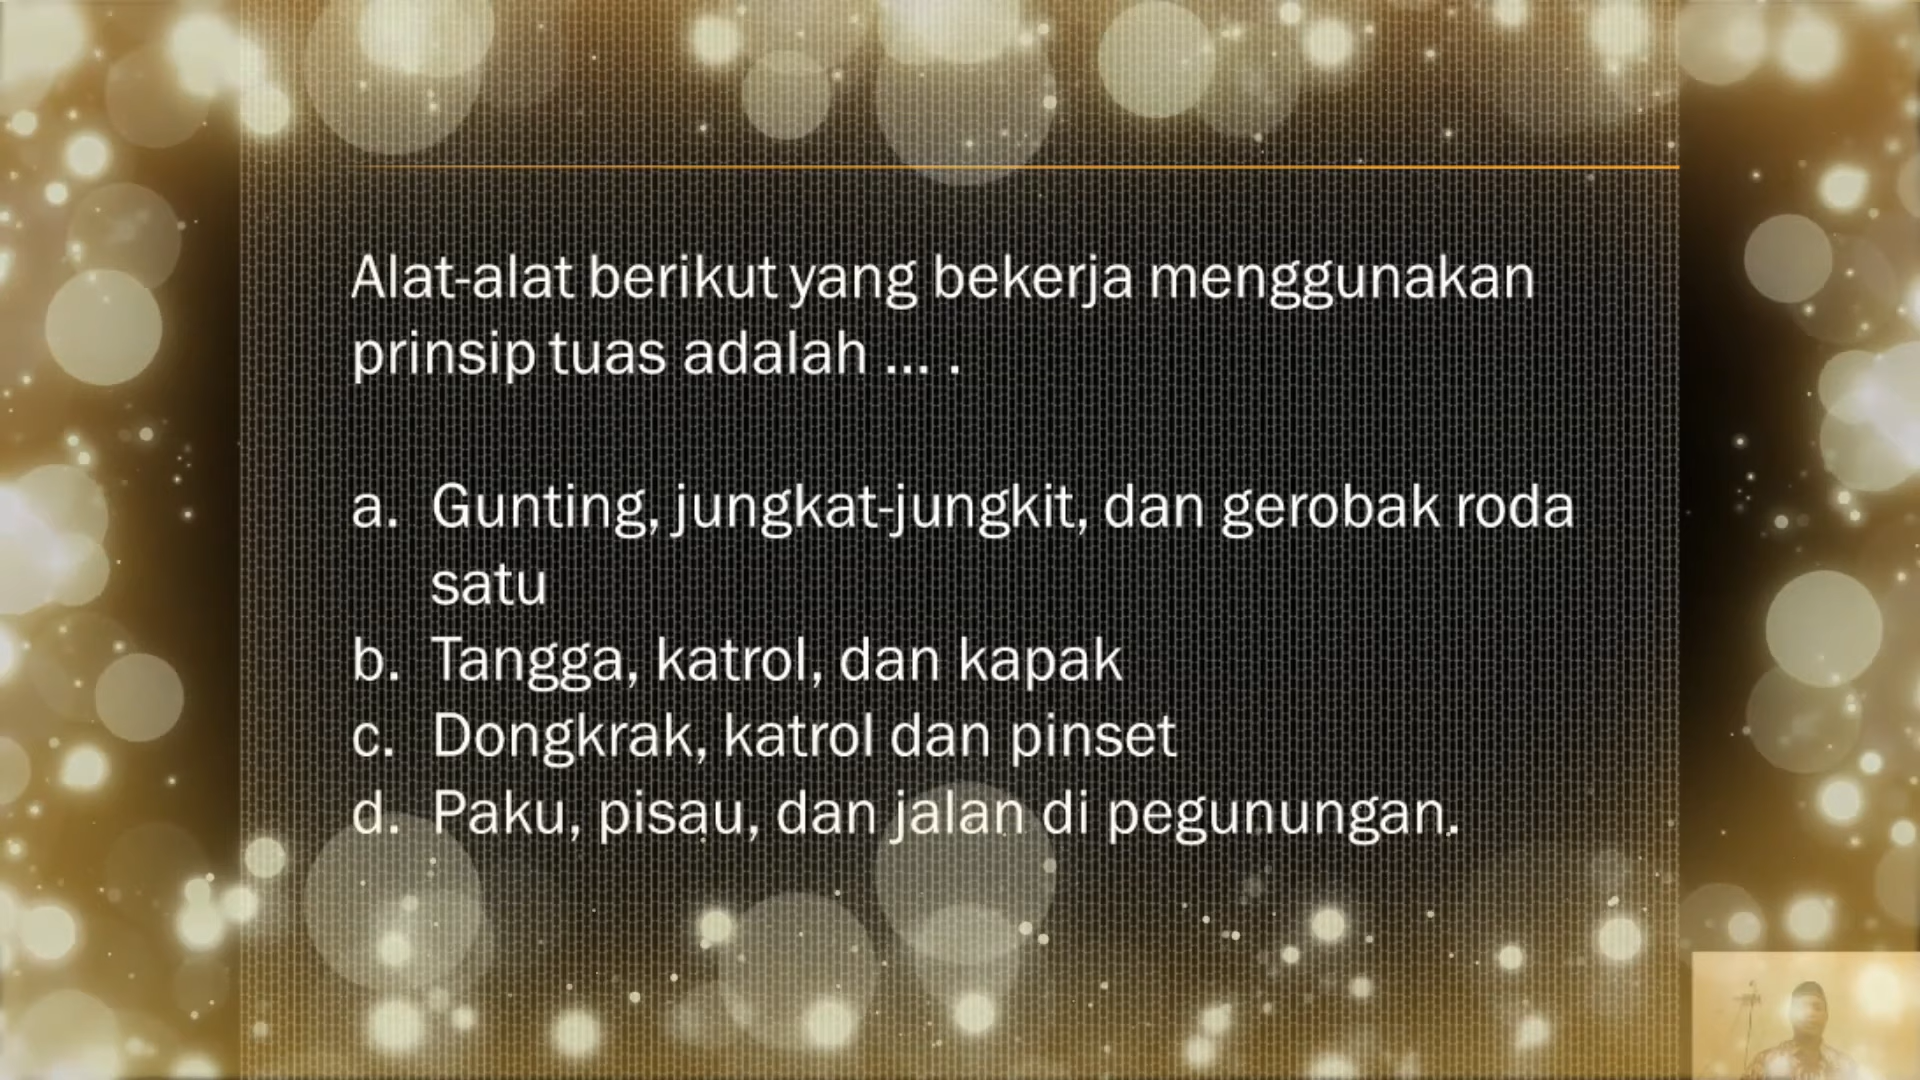 Alat-alat berikut yang bekerja menggunakan
prinsip tuas adalah ... .
a. Gunting, jungkat-jungkit, dan gerobak roda
satu
b. Tangga, katrol, dan kapak
c. Dongkrak, katrol dan pinset
d. Paku, pisau, dan jalan di pegunungan.